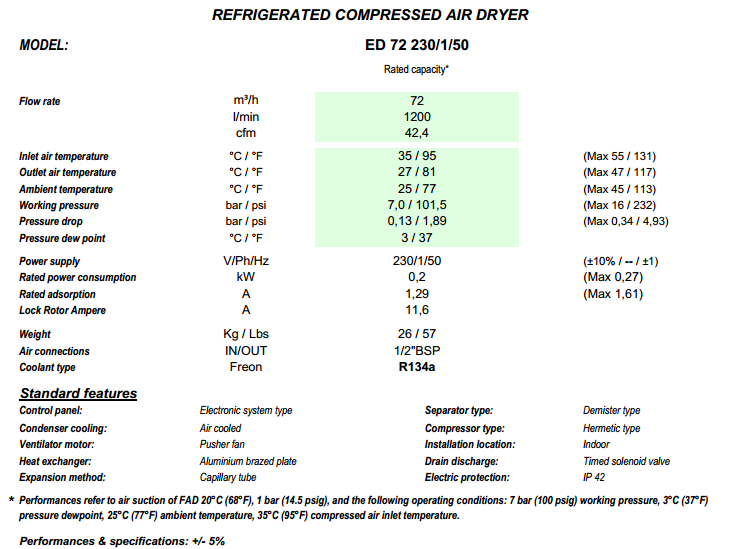 REFRIGERATED COMPRESSED AIR DRYER
MODEL: ED 72 230/1/50
Rated capacity*
Flow rate m³/h 72
l/min 1200
cfm 42,4
Inlet air temperature °C / °F 35 / 95 (Max 55 / 131)
Outlet air temperature °C / °F 27 / 81 (Max 47 / 117)
Ambient temperature °C / °F 25 / 77 (Max 45 / 113)
Working pressure bar / psi 7,0 / 101,5 (Max 16 / 232)
Pressure drop bar / psi 0,13 / 1,89 (Max 0,34 / 4,93)
Pressure dew point °C / °F 3 / 37
Power supply V/Ph/Hz 230/1/50 (±10% / -- / ±1)
Rated power consumption kW 0,2 (Max 0,27)
Rated adsorption A 1,29 (Max 1,61)
Lock Rotor Ampere A 11,6
Weight Kg / Lbs 26 / 57
Air connections IN/OUT 1/2"BSP
Coolant type Freon R134a
Standard features
Control panel: Electronic system type Separator type: Demister type
Condenser cooling: Air cooled Compressor type: Hermetic type
Ventilator motor: Pusher fan Installation location: Indoor
Heat exchanger: Aluminium brazed plate Drain discharge: Timed solenoid valve
Expansion method: Capillary tube Electric protection: IP 42
* Performances refer to air suction of FAD 20°C (68°F), 1 bar (14.5 psig), and the following operating conditions: 7 bar (100 psig) working pressure, 3°C (37°F)
pressure dewpoint, 25°C (77°F) ambient temperature, 35°C (95°F) compressed air inlet temperature.
Performances & specifications: +/- 5%